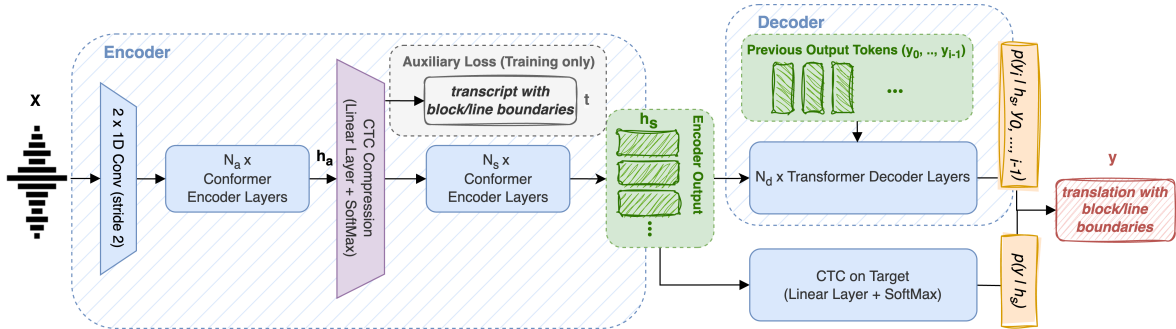 Encoder
X
2 x 1D Conv (stride 2)
Nₐ x
Conformer
Encoder Layers
hₐ
CTC Compression
(Linear Layer + SoftMax)
Auxiliary Loss (Training only)
transcript with
block/line boundaries
t
Nₛ x
Conformer
Encoder Layers
hₛ
Encoder Output
Decoder
Previous Output Tokens (y₀, .., yᵢ₋₁)
...
N_d x Transformer Decoder Layers
CTC on Target
(Linear Layer + SoftMax)
p(yᵢ | hₛ, y₀, ..., ᵢ₋₁)
p(y | hₛ)
y
translation with
block/line
boundaries